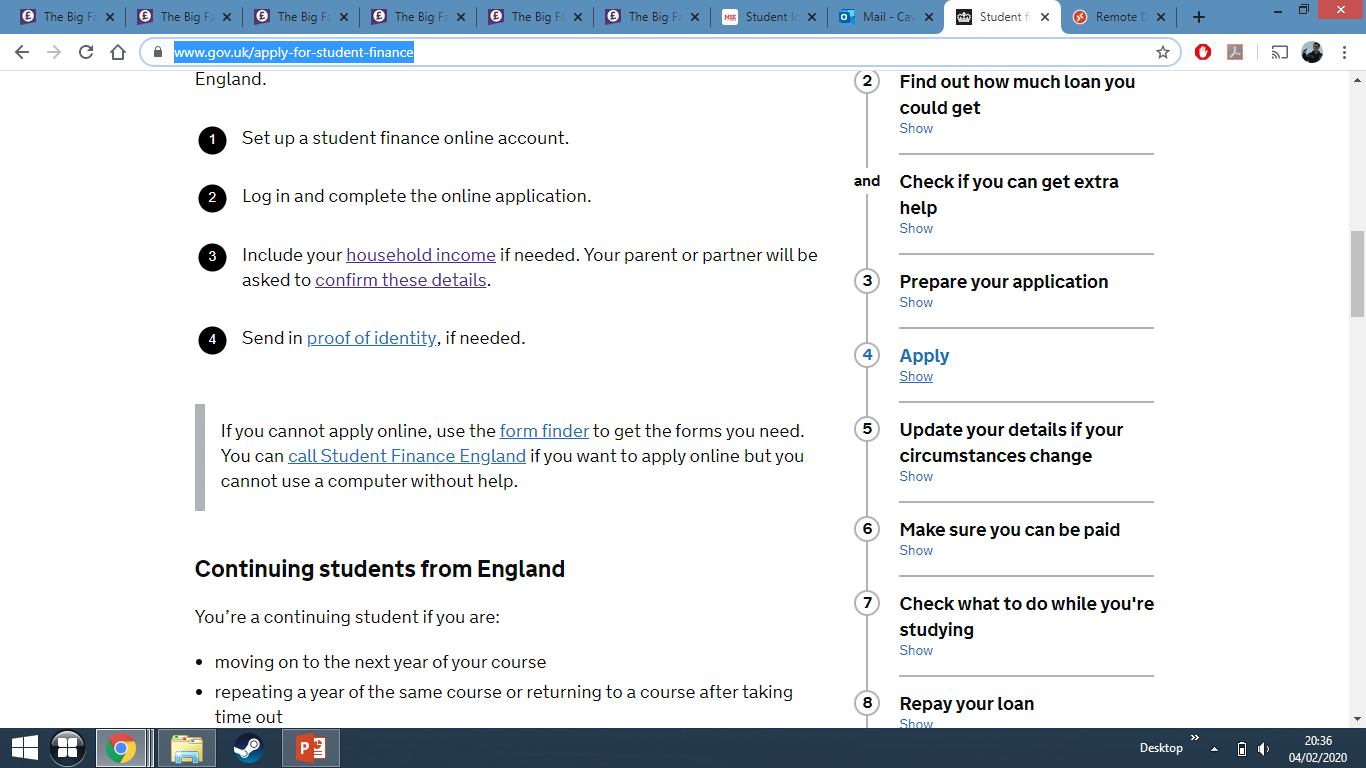 The Big Fa
The Big Fa
The Big Fa
The Big Fa
The Big Fa
The Big Fa
MSE
Student lo
Mail - Cav
Student fi
Remote D
www.gov.uk/apply-for-student-finance
England.
1 Set up a student finance online account.
2 Log in and complete the online application.
3 Include your household income if needed. Your parent or partner will be
asked to confirm these details.
4 Send in proof of identity, if needed.
If you cannot apply online, use the form finder to get the forms you need.
You can call Student Finance England if you want to apply online but you
cannot use a computer without help.
Continuing students from England
You’re a continuing student if you are:
• moving on to the next year of your course
• repeating a year of the same course or returning to a course after taking
time out
2 Find out how much loan you
could get
Show
and Check if you can get extra
help
Show
3 Prepare your application
Show
4 Apply
Show
5 Update your details if your
circumstances change
Show
6 Make sure you can be paid
Show
7 Check what to do while you're
studying
Show
8 Repay your loan
Show
Desktop
20:36
04/02/2020